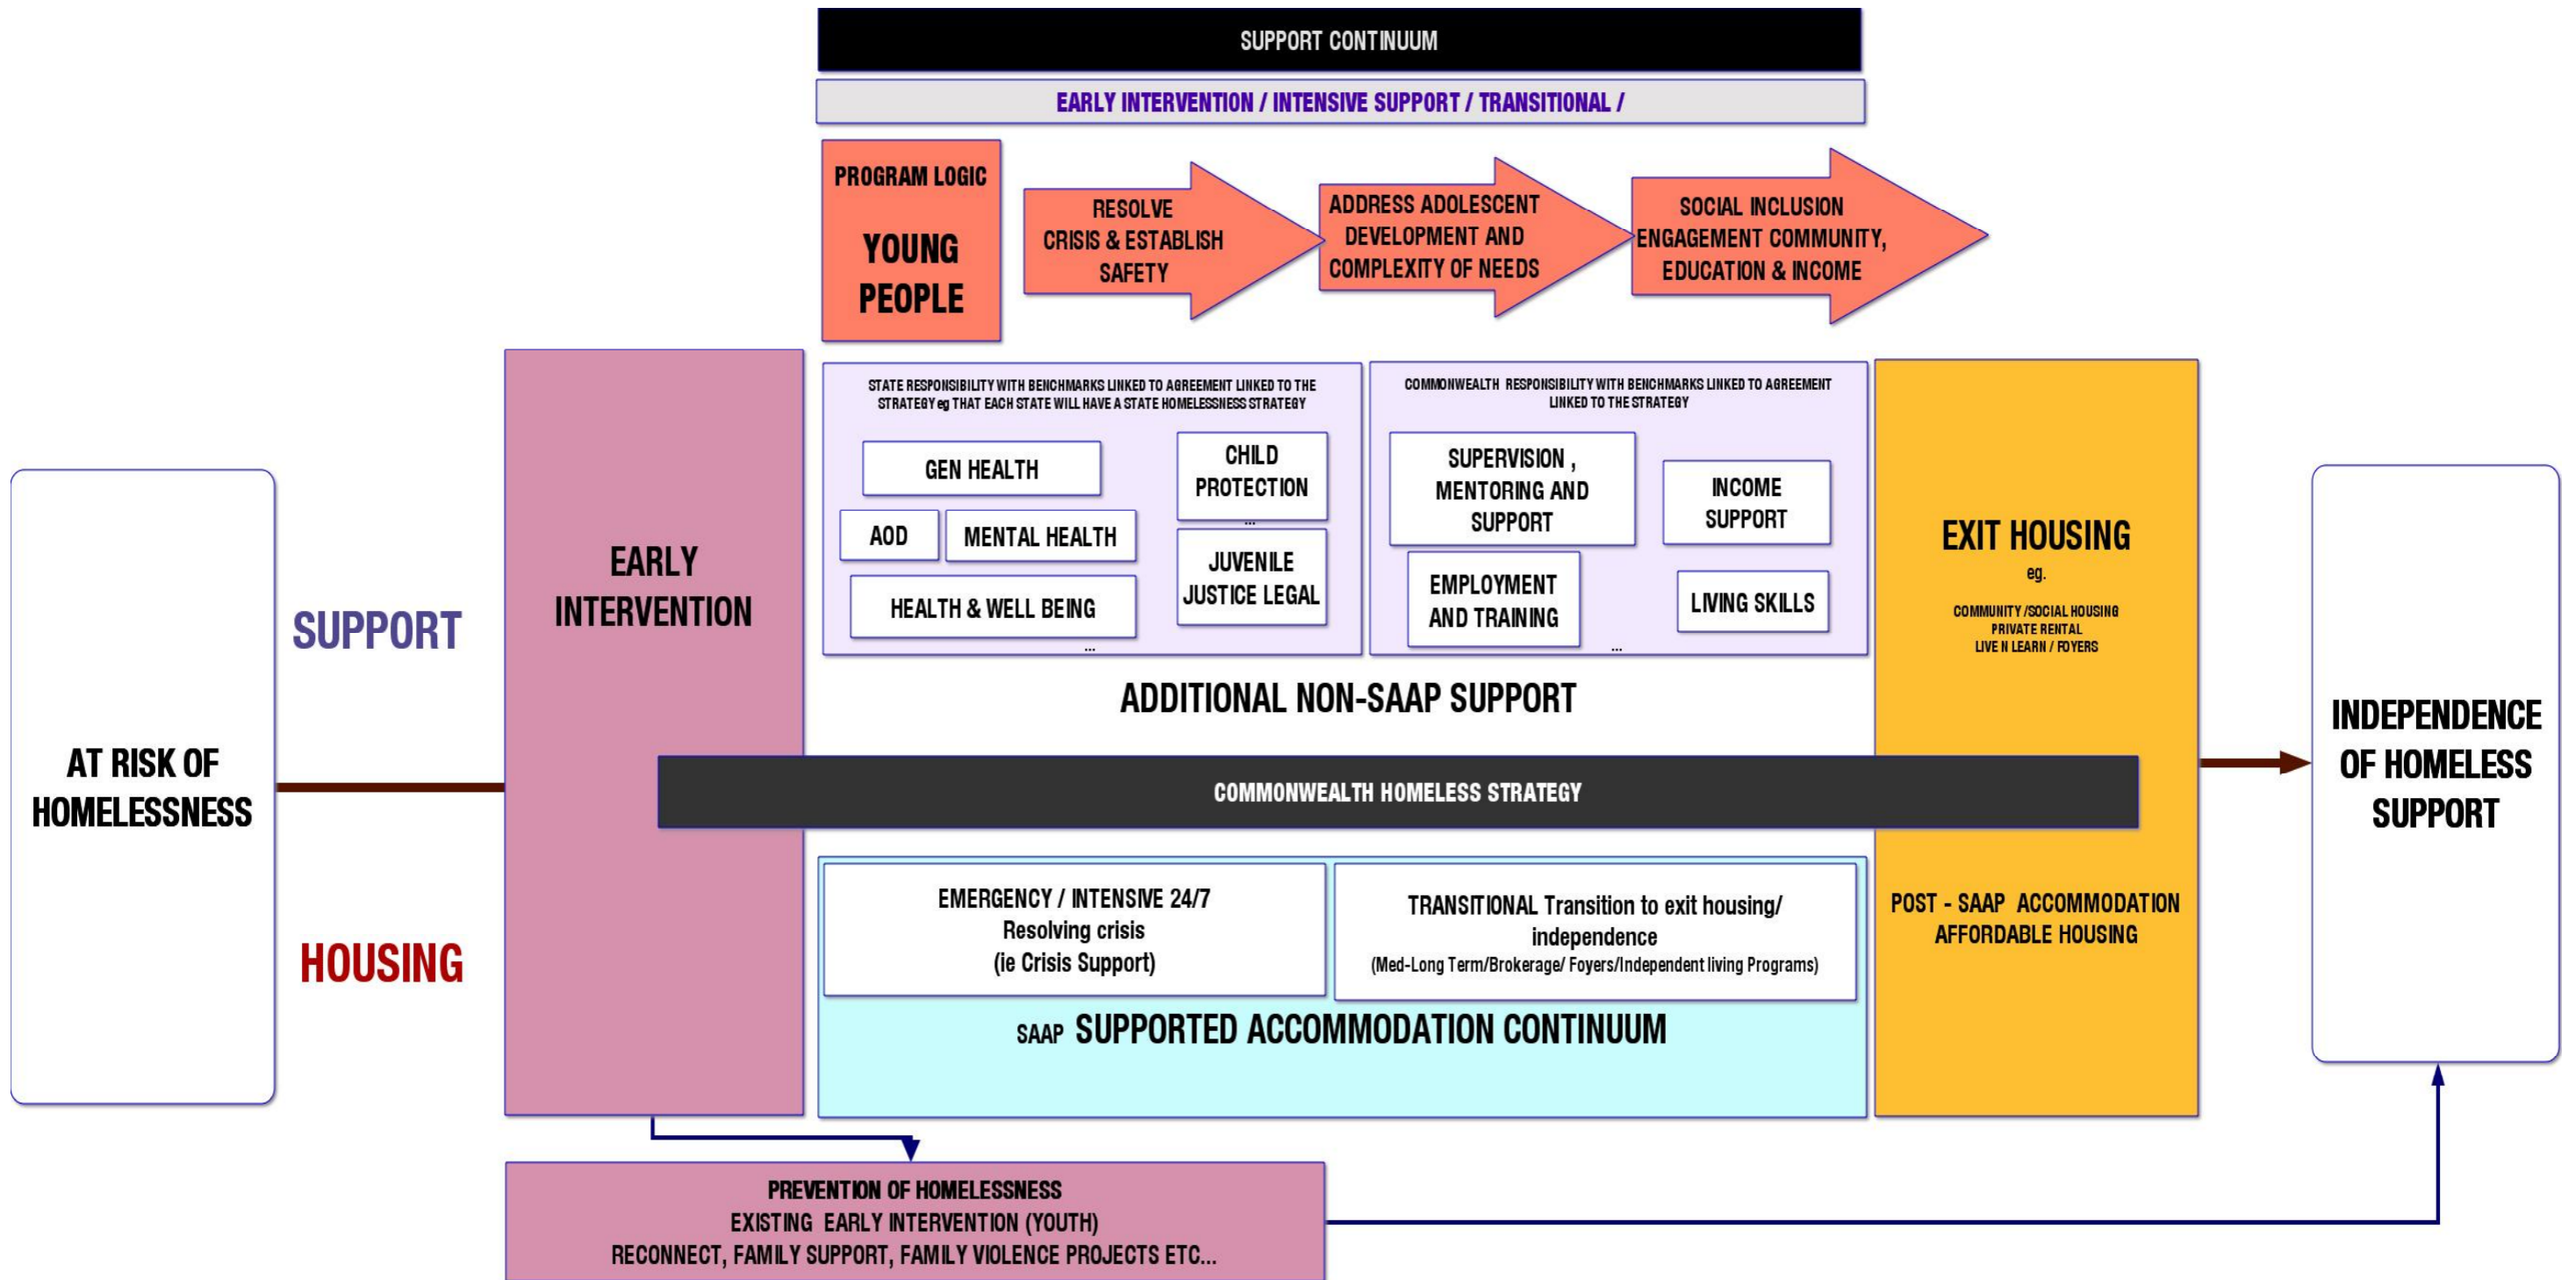 SUPPORT CONTINUUM
EARLY INTERVENTION / INTENSIVE SUPPORT / TRANSITIONAL /
PROGRAM LOGIC
YOUNG
PEOPLE
RESOLVE
CRISIS & ESTABLISH
SAFETY
ADDRESS ADOLESCENT
DEVELOPMENT AND
COMPLEXITY OF NEEDS
SOCIAL INCLUSION
ENGAGEMENT COMMUNITY,
EDUCATION & INCOME
AT RISK OF
HOMELESSNESS
SUPPORT
HOUSING
EARLY
INTERVENTION
STATE RESPONSIBILITY WITH BENCHMARKS LINKED TO AGREEMENT LINKED TO THE
STRATEGY eg THAT EACH STATE WILL HAVE A STATE HOMELESSNESS STRATEGY
GEN HEALTH
AOD
MENTAL HEALTH
HEALTH & WELL BEING
CHILD
PROTECTION
...
JUVENILE
JUSTICE LEGAL
...
COMMONWEALTH RESPONSIBILITY WITH BENCHMARKS LINKED TO AGREEMENT
LINKED TO THE STRATEGY
SUPERVISION ,
MENTORING AND
SUPPORT
INCOME
SUPPORT
EMPLOYMENT
AND TRAINING
LIVING SKILLS
...
ADDITIONAL NON-SAAP SUPPORT
COMMONWEALTH HOMELESS STRATEGY
EMERGENCY / INTENSIVE 24/7
Resolving crisis
(ie Crisis Support)
TRANSITIONAL Transition to exit housing/
independence
(Med-Long Term/Brokerage/ Foyers/Independent living Programs)
SAAP SUPPORTED ACCOMMODATION CONTINUUM
EXIT HOUSING
eg.
COMMUNITY /SOCIAL HOUSING
PRIVATE RENTAL
LIVE N LEARN / FOYERS
POST - SAAP ACCOMMODATION
AFFORDABLE HOUSING
INDEPENDENCE
OF HOMELESS
SUPPORT
PREVENTION OF HOMELESSNESS
EXISTING EARLY INTERVENTION (YOUTH)
RECONNECT, FAMILY SUPPORT, FAMILY VIOLENCE PROJECTS ETC...